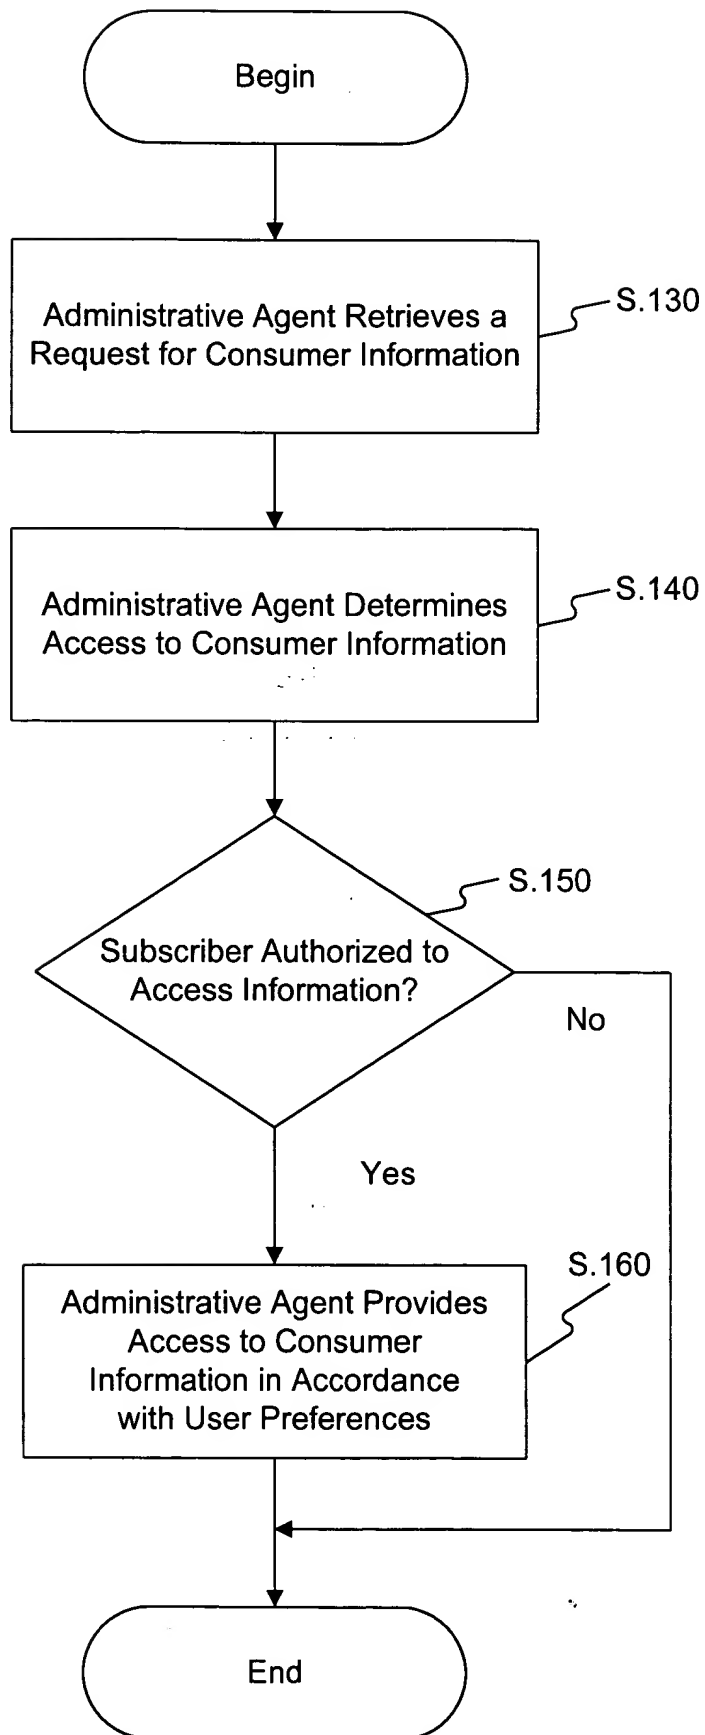 Begin
Administrative Agent Retrieves a
Request for Consumer Information
S.130
Administrative Agent Determines
Access to Consumer Information
S.140
Subscriber Authorized to
Access Information?
S.150
No
Yes
Administrative Agent Provides
Access to Consumer
Information in Accordance
with User Preferences
S.160
End